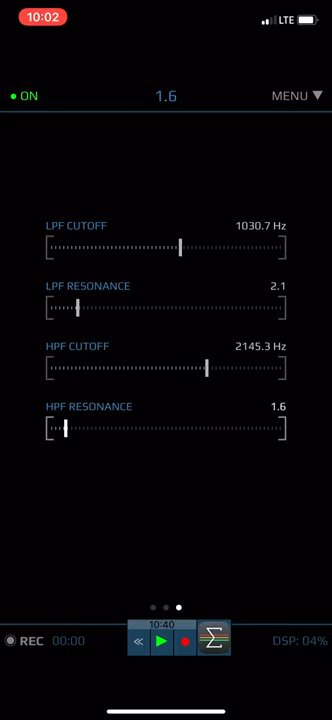 10:02
LTE
ON
1.6
MENU ▼
LPF CUTOFF 1030.7 Hz
LPF RESONANCE 2.1
HPF CUTOFF 2145.3 Hz
HPF RESONANCE 1.6
10:40
REC 00:00
Σ
DSP: 04%